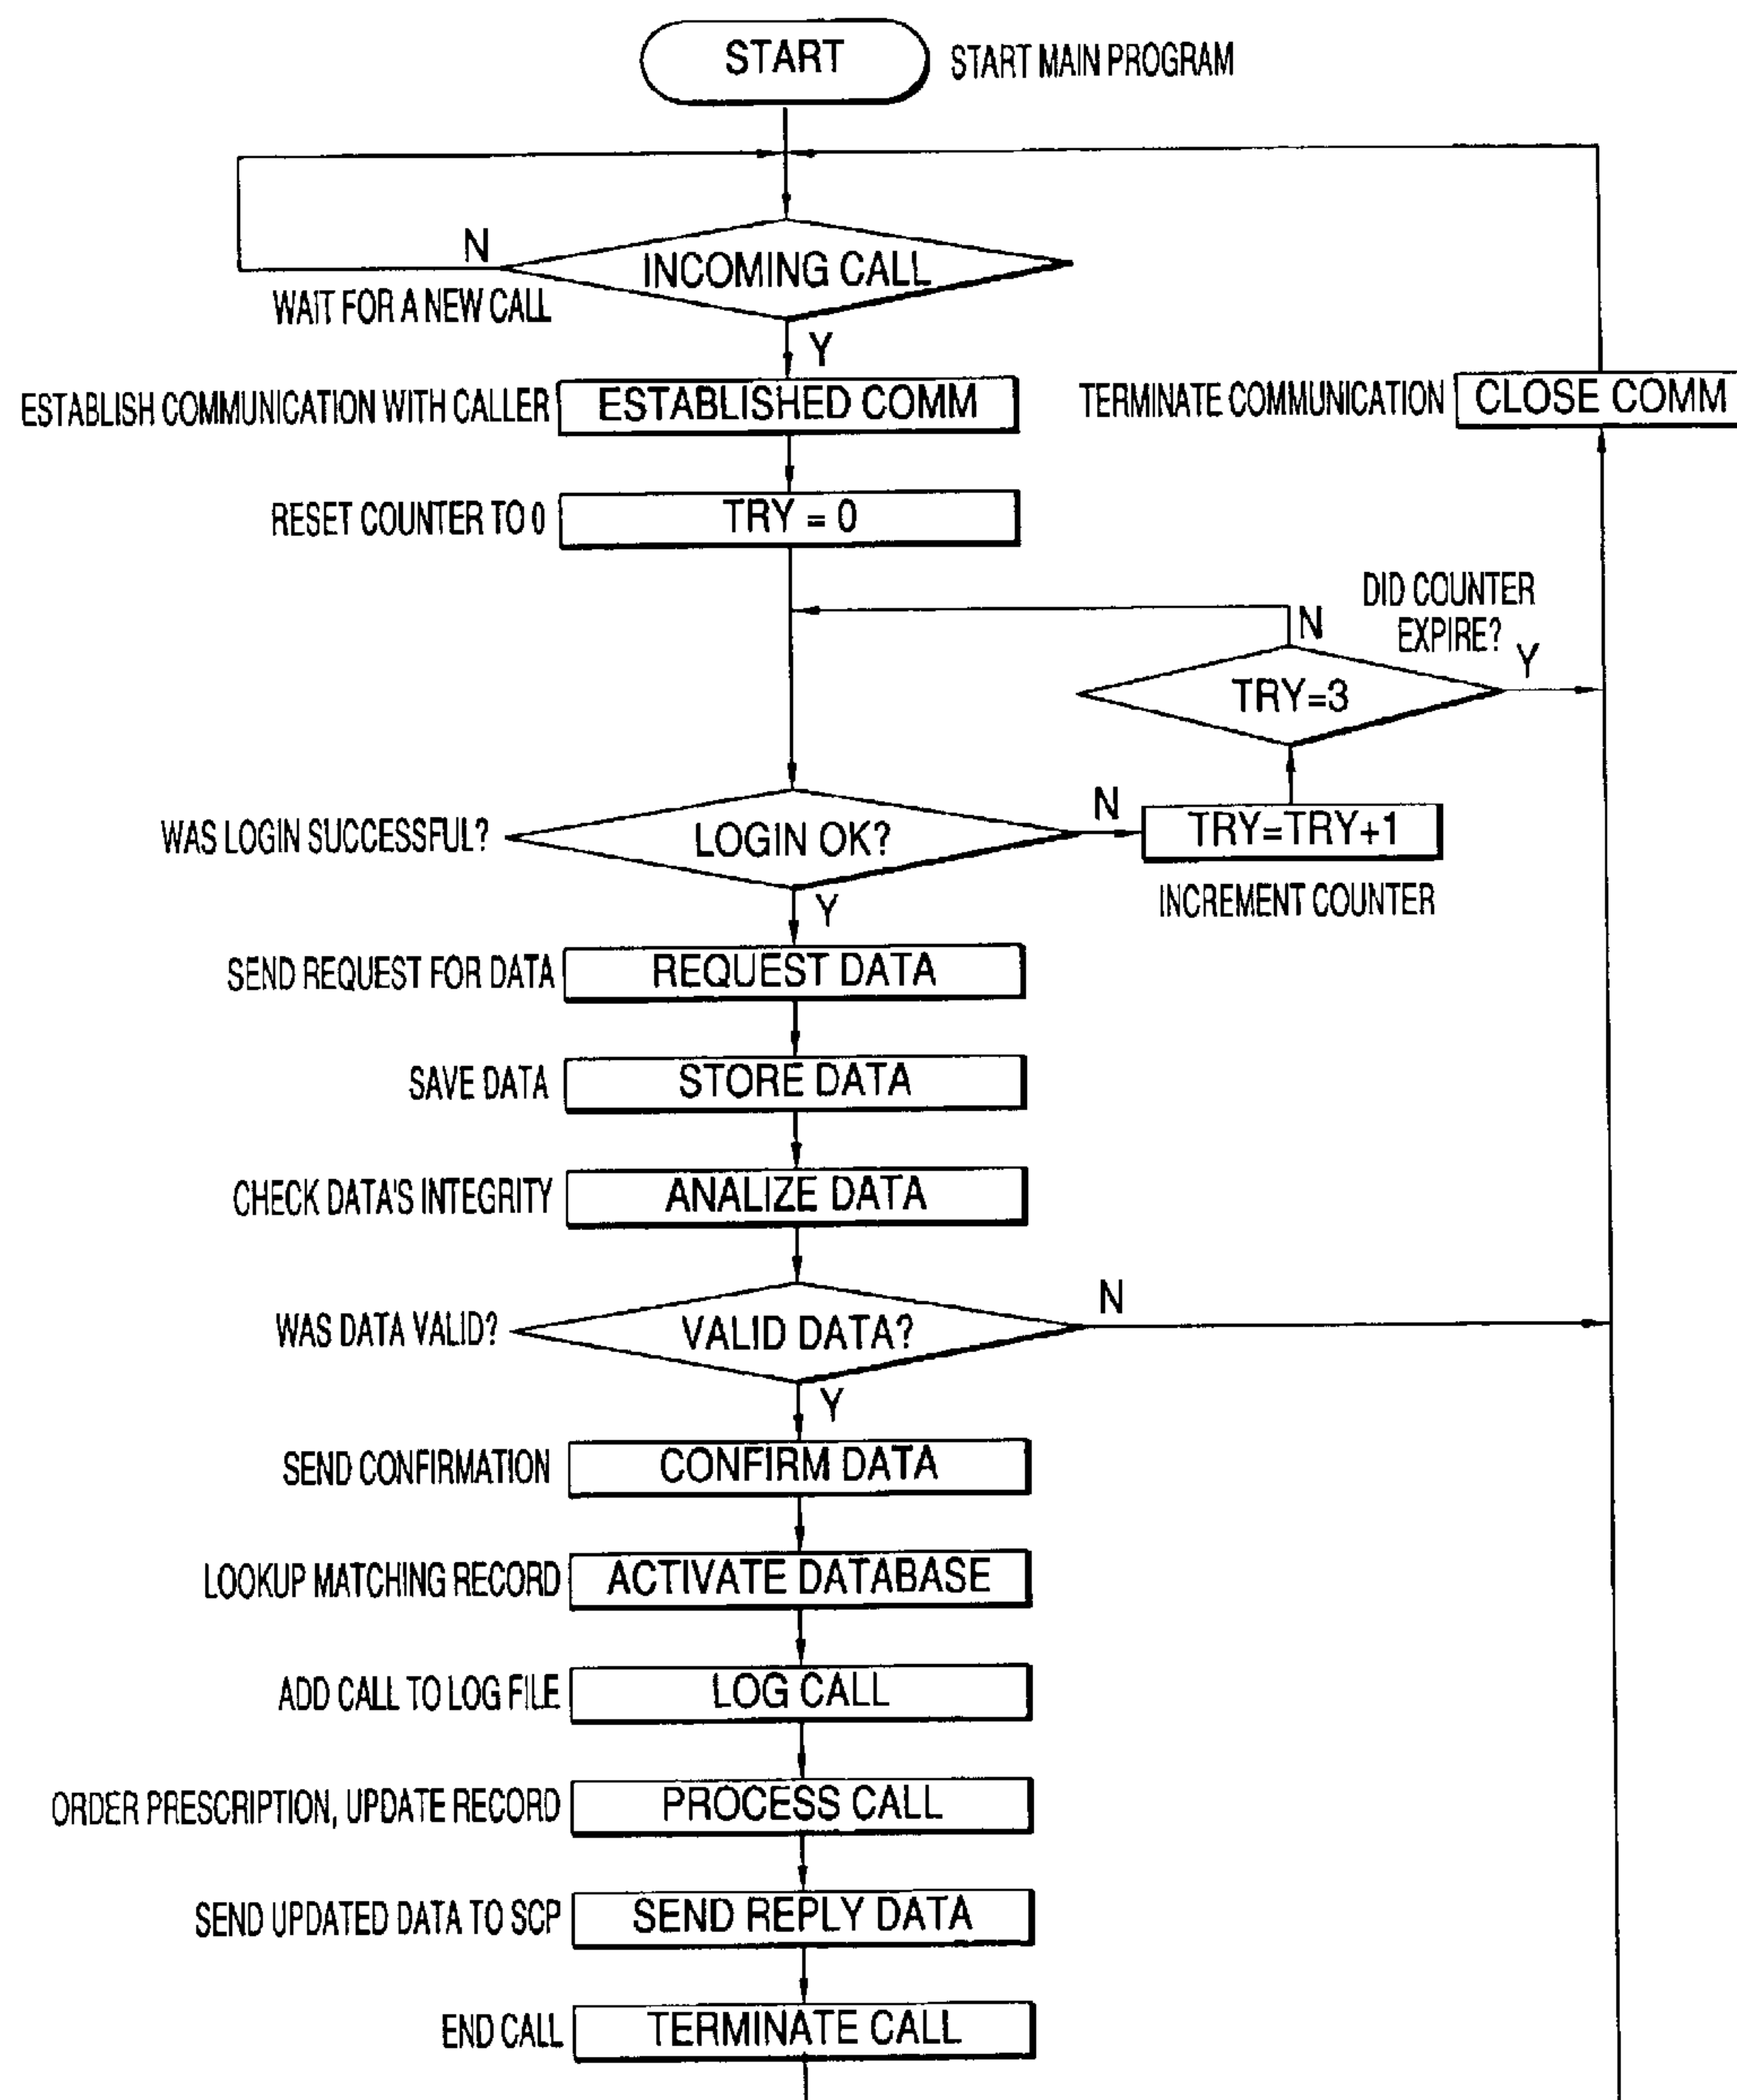 START
START MAIN PROGRAM
N
INCOMING CALL
WAIT FOR A NEW CALL
Y
ESTABLISH COMMUNICATION WITH CALLER
ESTABLISHED COMM
TERMINATE COMMUNICATION
CLOSE COMM
RESET COUNTER TO 0
TRY = 0
DID COUNTER
EXPIRE?
N
Y
TRY=3
WAS LOGIN SUCCESSFUL?
LOGIN OK?
N
TRY=TRY+1
INCREMENT COUNTER
Y
SEND REQUEST FOR DATA
REQUEST DATA
SAVE DATA
STORE DATA
CHECK DATA'S INTEGRITY
ANALIZE DATA
WAS DATA VALID?
VALID DATA?
N
Y
SEND CONFIRMATION
CONFIRM DATA
LOOKUP MATCHING RECORD
ACTIVATE DATABASE
ADD CALL TO LOG FILE
LOG CALL
ORDER PRESCRIPTION, UPDATE RECORD
PROCESS CALL
SEND UPDATED DATA TO SCP
SEND REPLY DATA
END CALL
TERMINATE CALL